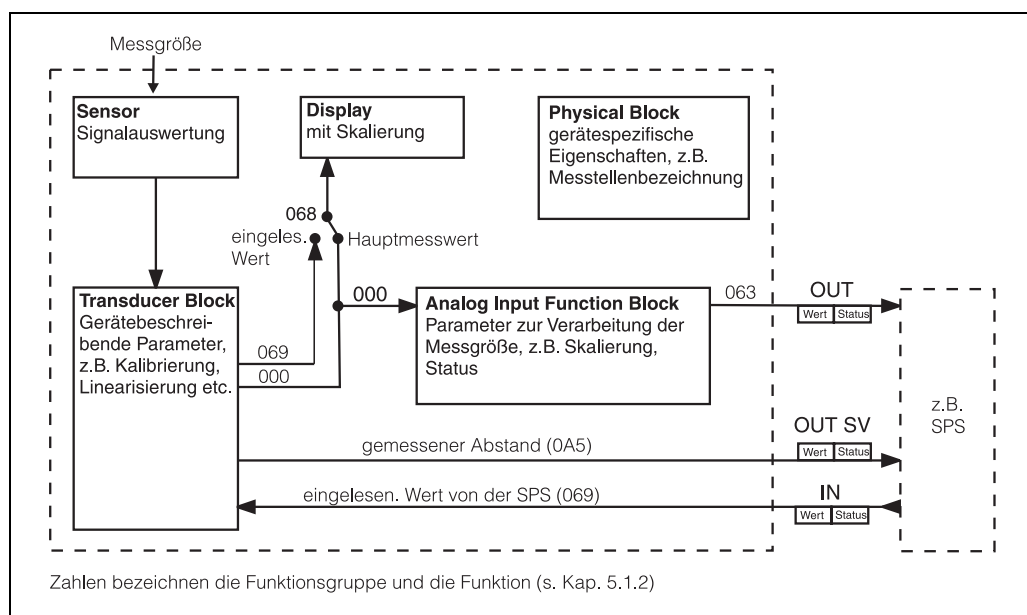 Messgröße
Sensor
Signalauswertung
Display
mit Skalierung
Physical Block
gerätespezifische
Eigenschaften, z.B.
Messtellenbezeichnung
068
eingeles.
Wert
Hauptmesswert
Transducer Block
Gerätebeschrei-
bende Parameter,
z.B. Kalibrierung,
Linearisierung etc.
069
000
000
Analog Input Function Block
Parameter zur Verarbeitung der
Messgröße, z.B. Skalierung,
Status
063
OUT
Wert Status
z.B.
SPS
gemessener Abstand (0A5)
OUT SV
Wert Status
eingelesen. Wert von der SPS (069)
IN
Wert Status
Zahlen bezeichnen die Funktionsgruppe und die Funktion (s. Kap. 5.1.2)